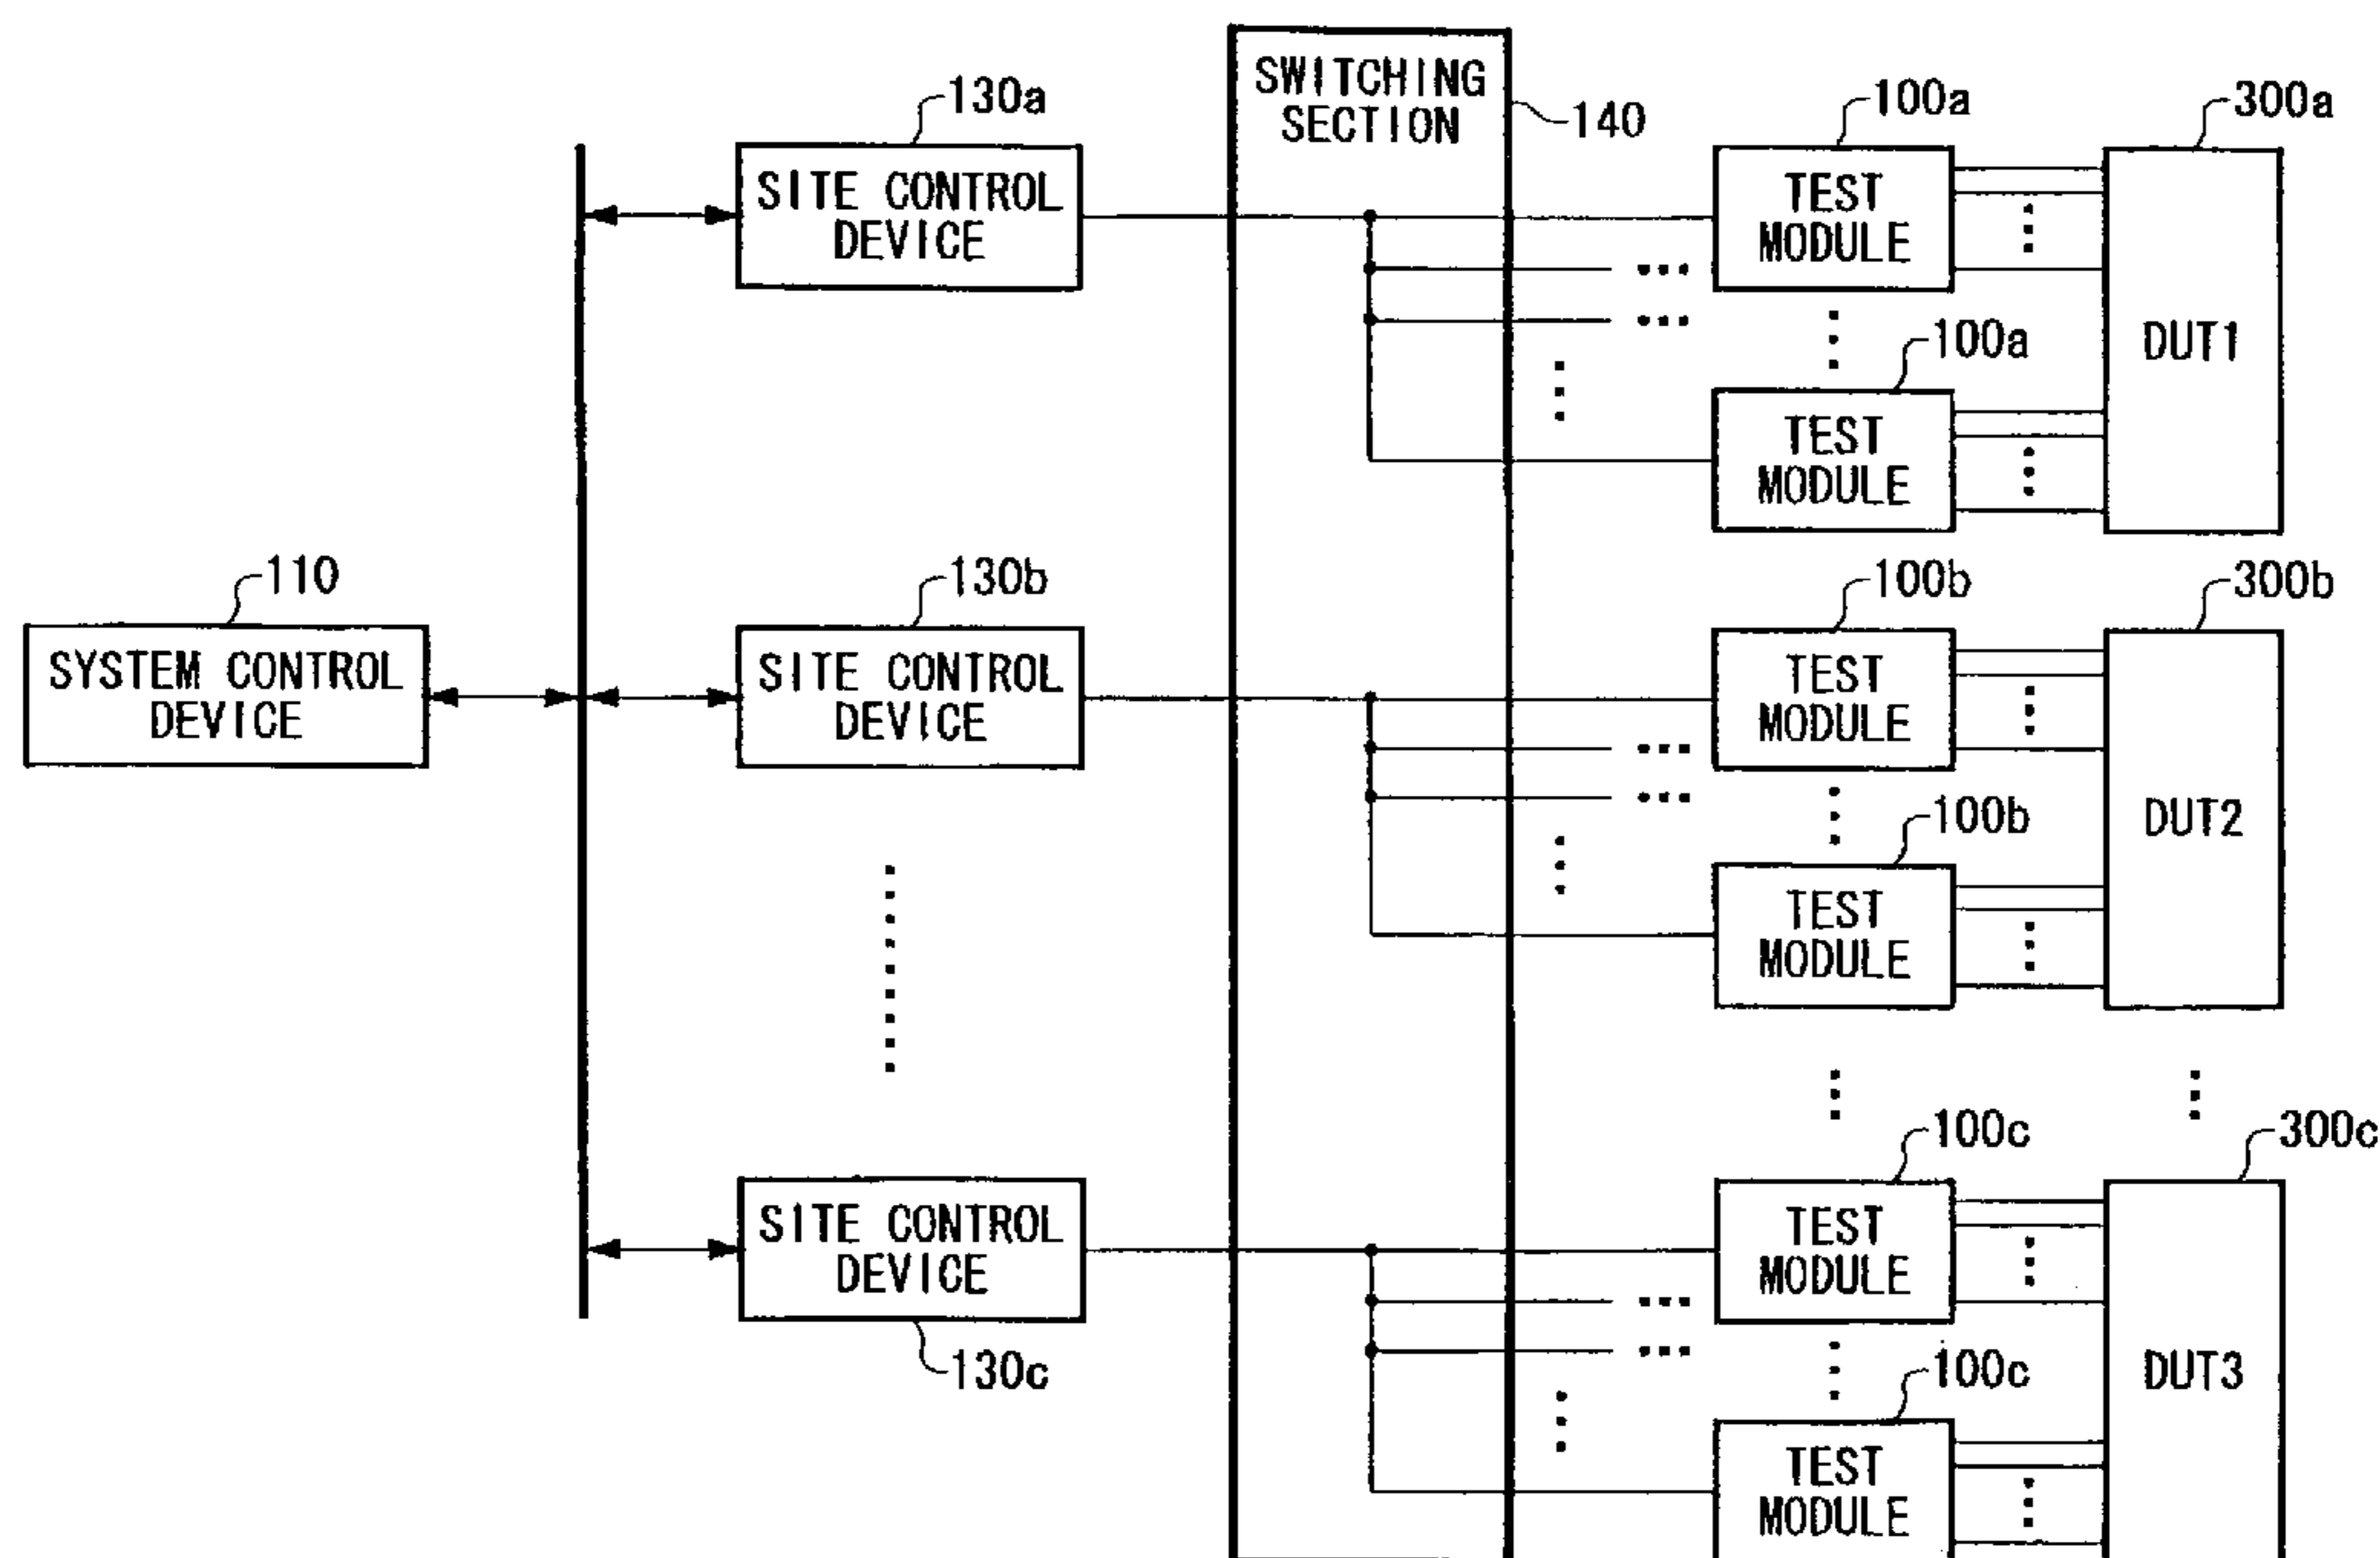 SWITCHING
SECTION
140
130a
SITE CONTROL
DEVICE
100a
TEST
MODULE
300a
DUT1
100a
TEST
MODULE
110
SYSTEM CONTROL
DEVICE
130b
SITE CONTROL
DEVICE
100b
TEST
MODULE
300b
DUT2
100b
TEST
MODULE
SITE CONTROL
DEVICE
130c
100c
TEST
MODULE
300c
DUT3
100c
TEST
MODULE